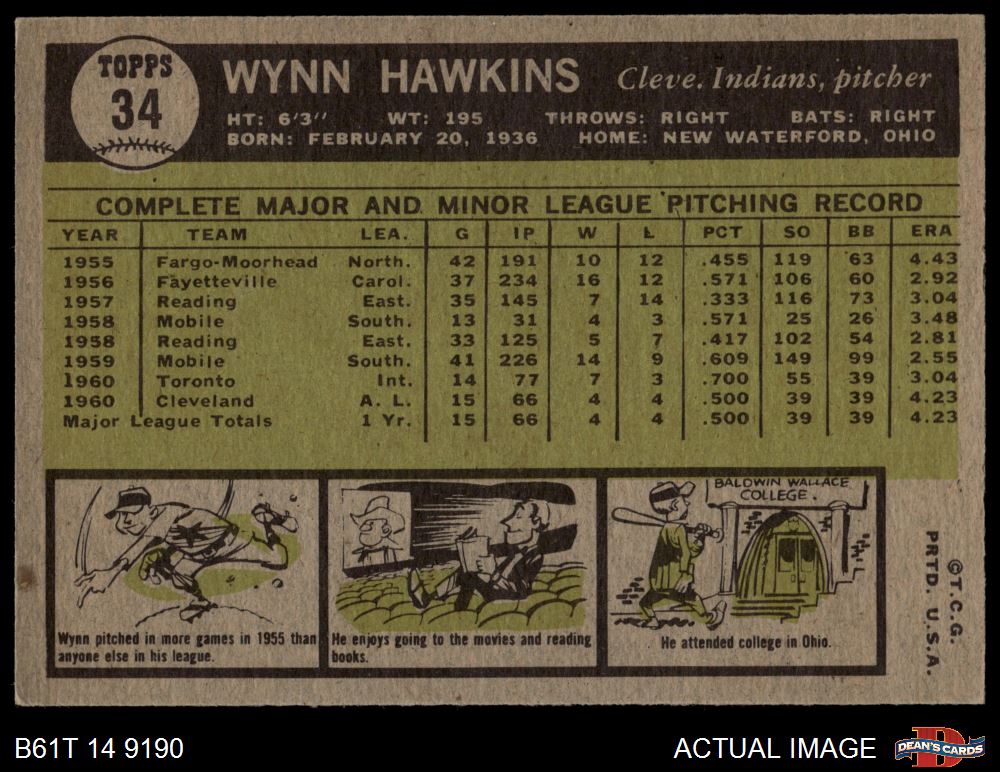 TOPPS
34
WYNN HAWKINS Cleve. Indians, pitcher
HT: 6'3" WT: 195 THROWS: RIGHT BATS: RIGHT
BORN: FEBRUARY 20, 1936 HOME: NEW WATERFORD, OHIO
COMPLETE MAJOR AND MINOR LEAGUE PITCHING RECORD
YEAR TEAM LEA. G IP W L PCT SO BB ERA
1955 Fargo-Moorhead North. 42 191 10 12 .455 119 63 4.43
1956 Fayetteville Carol. 37 234 16 12 .571 106 60 2.92
1957 Reading East. 35 145 7 14 .333 116 73 3.04
1958 Mobile South. 13 31 4 3 .571 25 26 3.48
1958 Reading East. 33 125 5 7 .417 102 54 2.81
1959 Mobile South. 41 226 14 9 .609 149 99 2.55
1960 Toronto Int. 14 77 7 3 .700 55 39 3.04
1960 Cleveland A. L. 15 66 4 4 .500 39 39 4.23
Major League Totals 1 Yr. 15 66 4 4 .500 39 39 4.23
Wynn pitched in more games in 1955 than
anyone else in his league.
He enjoys going to the movies and reading
books.
BALDWIN WALLACE
COLLEGE.
He attended college in Ohio.
©T.C.G.
PRTD. U.S.A.
B61T 14 9190
ACTUAL IMAGE
DEAN'S CARDS